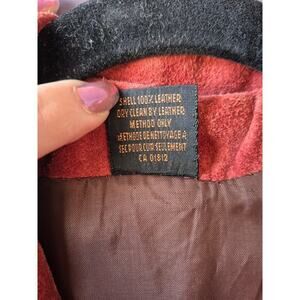 SHELL 100% LEATHER
DRY CLEAN BY LEATHER
METHOD ONLY
METHODE DE NETTOYAGE A
SEC POUR CUIR SEULEMENT
CA 01812